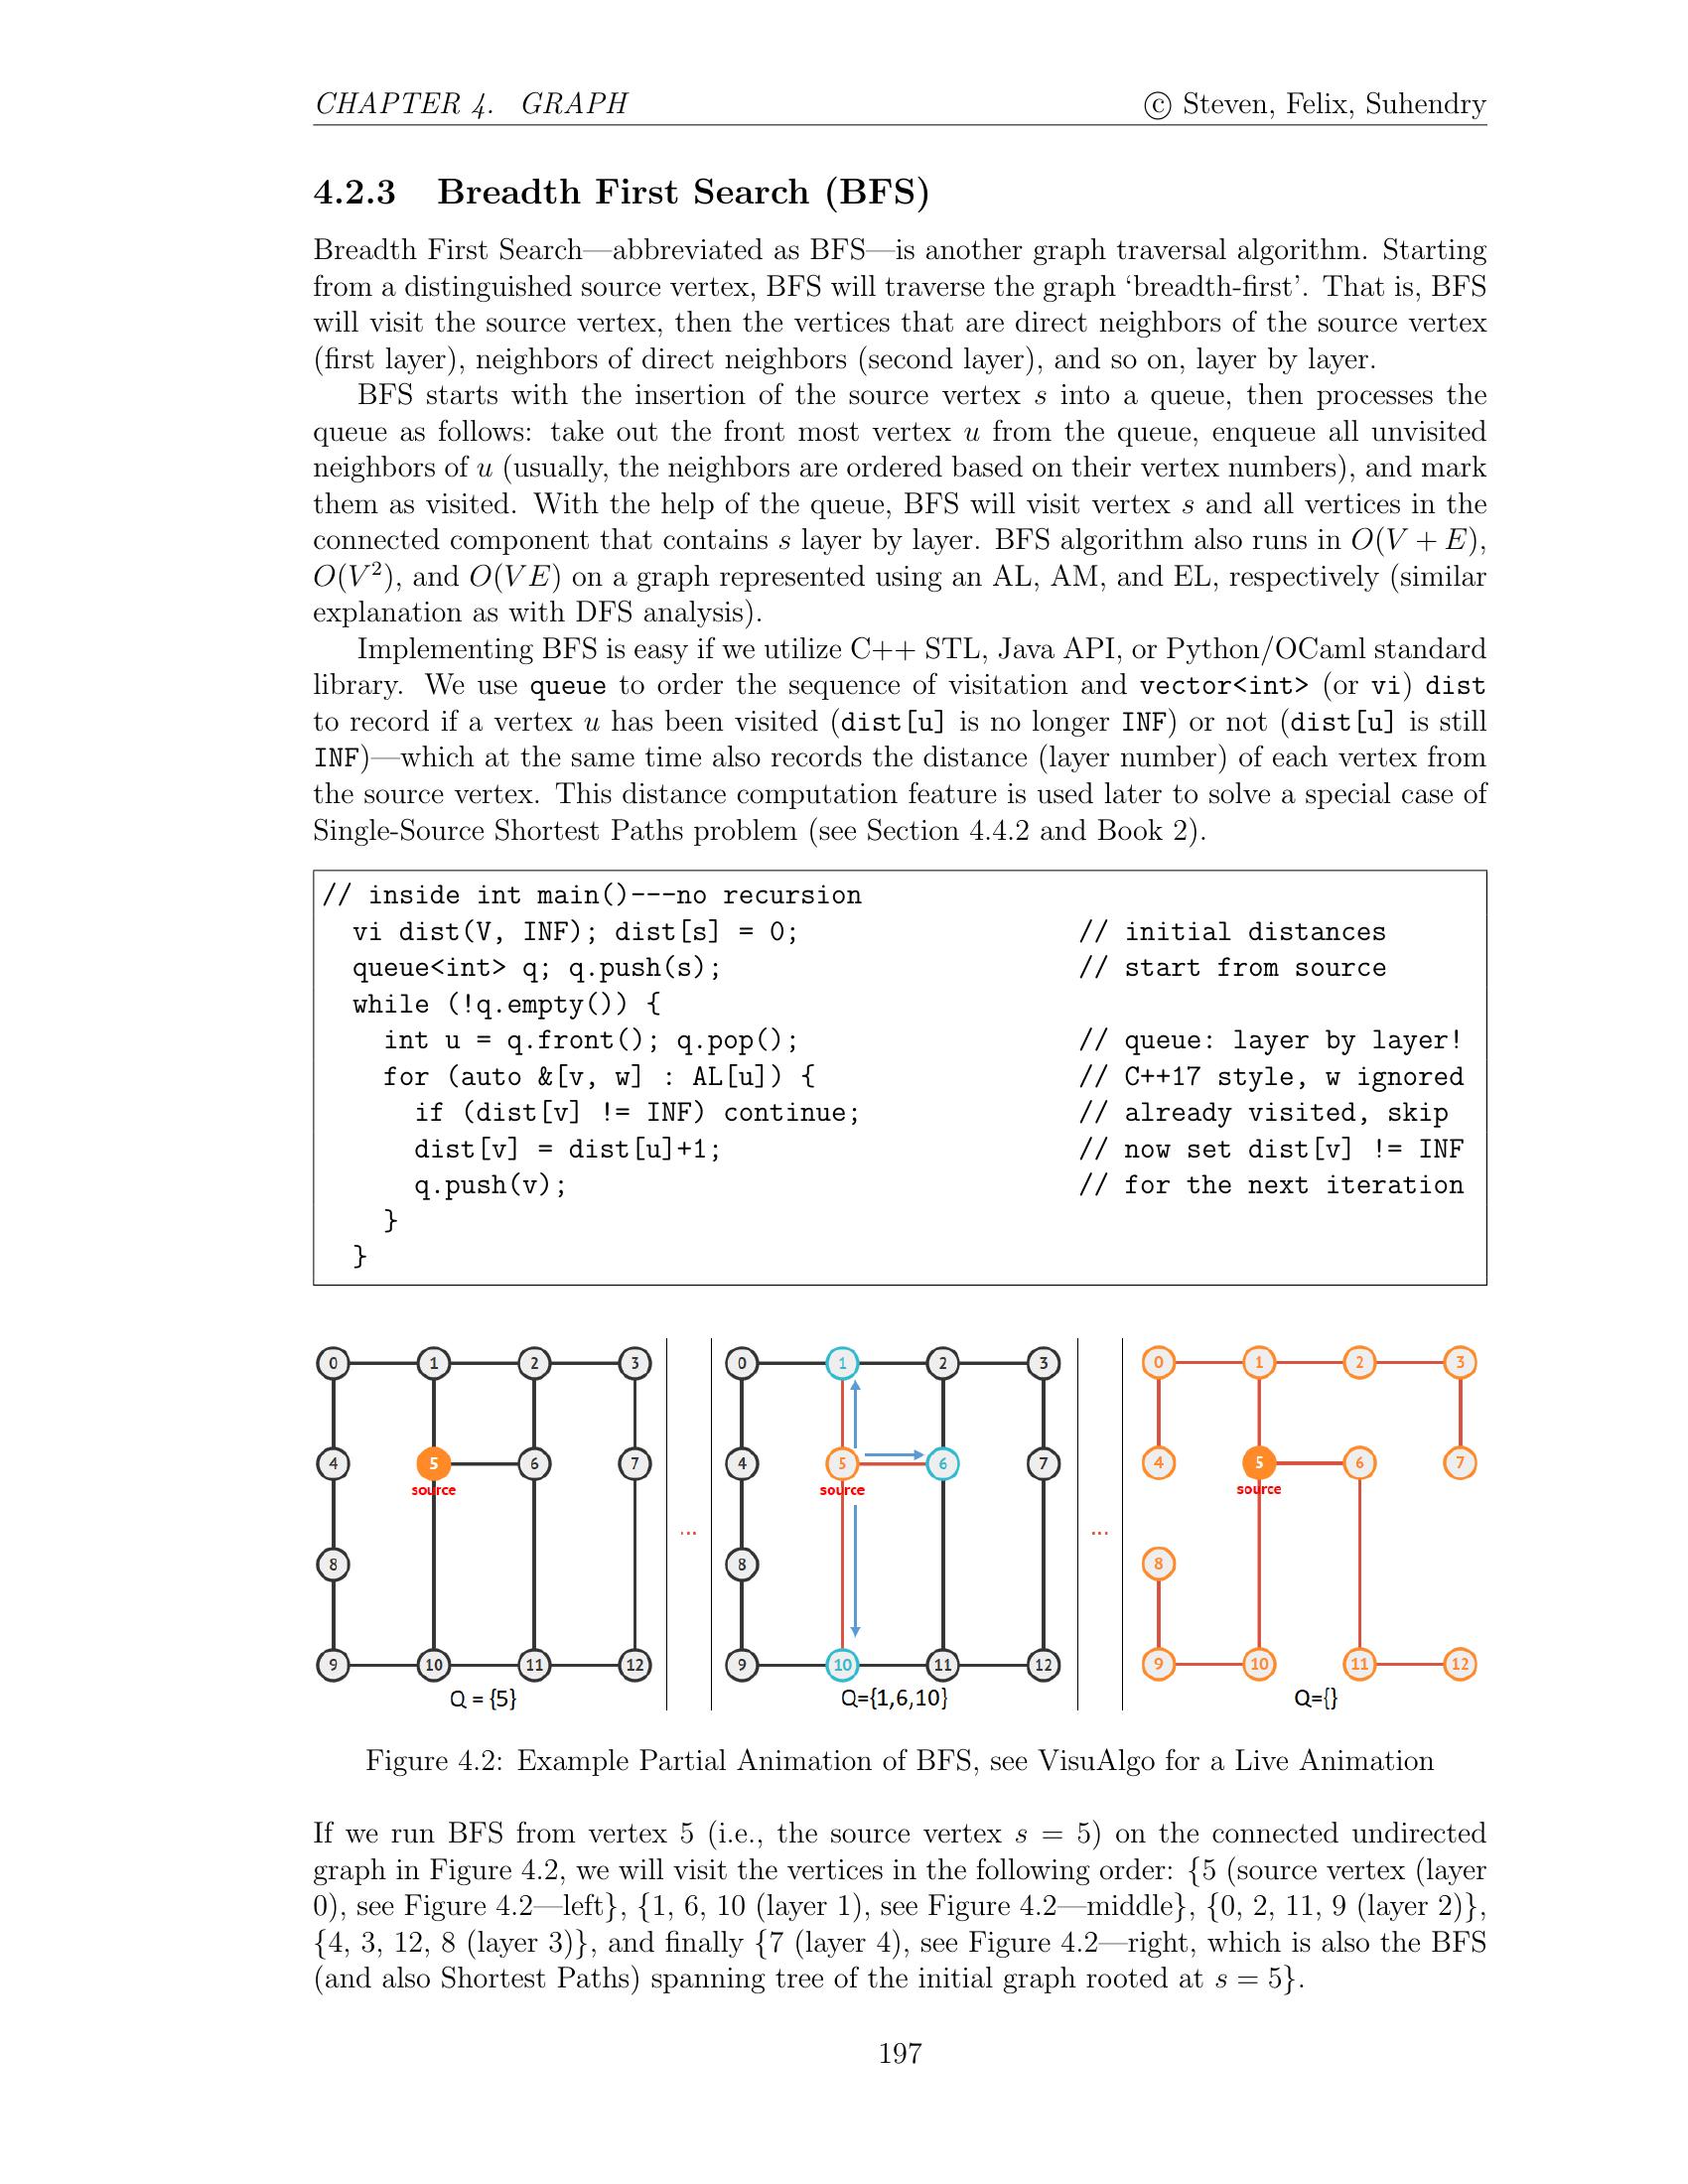 CHAPTER 4. GRAPH © Steven, Felix, Suhendry
4.2.3 Breadth First Search (BFS)
Breadth First Search—abbreviated as BFS—is another graph traversal algorithm. Starting
from a distinguished source vertex, BFS will traverse the graph ‘breadth-first’. That is, BFS
will visit the source vertex, then the vertices that are direct neighbors of the source vertex
(first layer), neighbors of direct neighbors (second layer), and so on, layer by layer.
BFS starts with the insertion of the source vertex s into a queue, then processes the
queue as follows: take out the front most vertex u from the queue, enqueue all unvisited
neighbors of u (usually, the neighbors are ordered based on their vertex numbers), and mark
them as visited. With the help of the queue, BFS will visit vertex s and all vertices in the
connected component that contains s layer by layer. BFS algorithm also runs in O(V + E),
O(V²), and O(VE) on a graph represented using an AL, AM, and EL, respectively (similar
explanation as with DFS analysis).
Implementing BFS is easy if we utilize C++ STL, Java API, or Python/OCaml standard
library. We use queue to order the sequence of visitation and vector<int> (or vi) dist
to record if a vertex u has been visited (dist[u] is no longer INF) or not (dist[u] is still
INF)—which at the same time also records the distance (layer number) of each vertex from
the source vertex. This distance computation feature is used later to solve a special case of
Single-Source Shortest Paths problem (see Section 4.4.2 and Book 2).
// inside int main()---no recursion
vi dist(V, INF); dist[s] = 0; // initial distances
queue<int> q; q.push(s); // start from source
while (!q.empty()) {
int u = q.front(); q.pop(); // queue: layer by layer!
for (auto &[v, w] : AL[u]) { // C++17 style, w ignored
if (dist[v] != INF) continue; // already visited, skip
dist[v] = dist[u]+1; // now set dist[v] != INF
q.push(v); // for the next iteration
}
}
0 1 2 3 0 1 2 3 0 1 2 3
4 5 6 7 4 5 6 7 4 5 6 7
source source source
... ...
8 8 8
9 10 11 12 9 10 11 12 9 10 11 12
Q = {5} Q={1,6,10} Q={}
Figure 4.2: Example Partial Animation of BFS, see VisuAlgo for a Live Animation
If we run BFS from vertex 5 (i.e., the source vertex s = 5) on the connected undirected
graph in Figure 4.2, we will visit the vertices in the following order: {5 (source vertex (layer
0), see Figure 4.2—left}, {1, 6, 10 (layer 1), see Figure 4.2—middle}, {0, 2, 11, 9 (layer 2)},
{4, 3, 12, 8 (layer 3)}, and finally {7 (layer 4), see Figure 4.2—right, which is also the BFS
(and also Shortest Paths) spanning tree of the initial graph rooted at s = 5}.
197